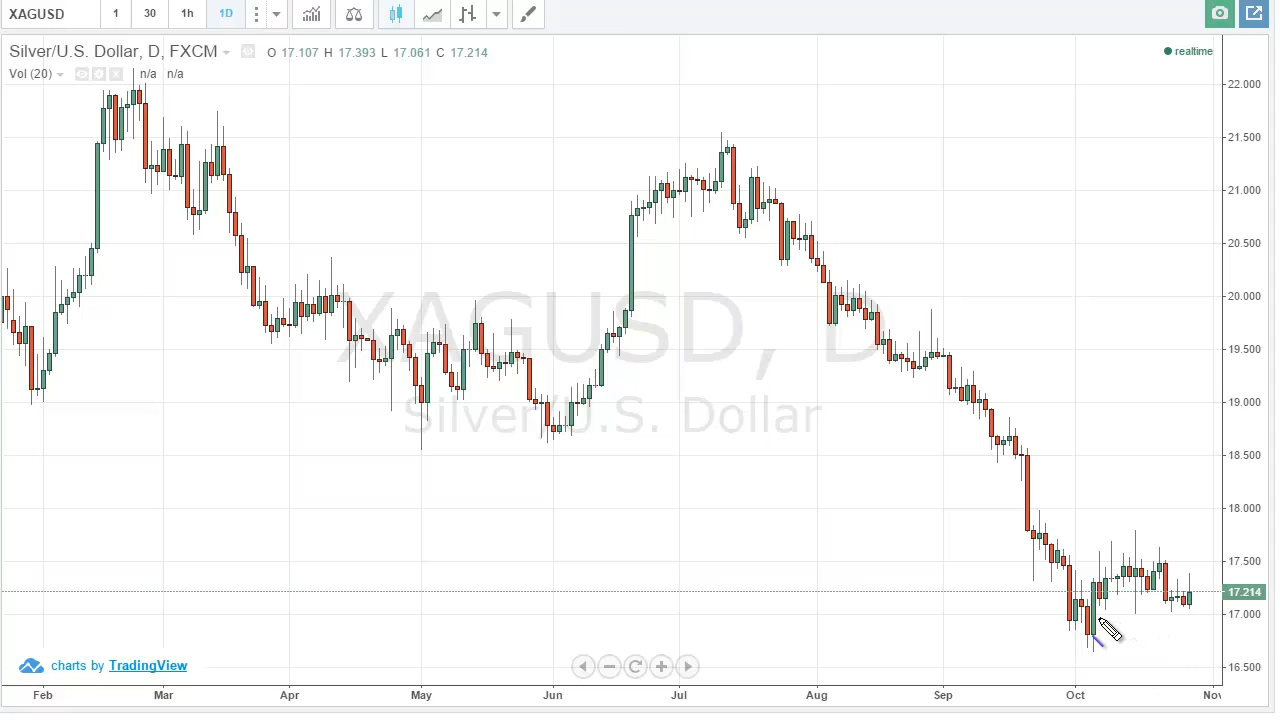 XAGUSD 1 30 1h 1D
Silver/U.S. Dollar, D, FXCM O 17.107 H 17.393 L 17.061 C 17.214
realtime
Vol (20) n/a n/a
22.000
21.500
21.000
20.500
20.000
XAGUSD, D
19.500
19.000
Silver/U.S. Dollar
18.500
18.000
17.500
17.214
17.000
16.500
charts by TradingView
Feb Mar Apr May Jun Jul Aug Sep Oct Nov